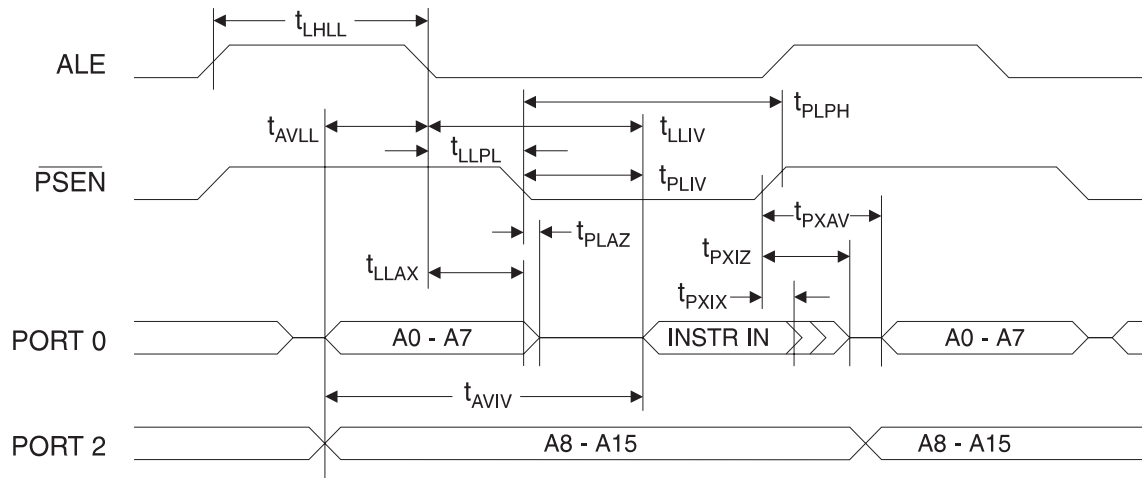 tLHLL
ALE
tPLPH
tAVLL
tLLIV
tLLPL
PSEN
tPLIV
tPXAV
tPLAZ
tPXIZ
tLLAX
tPXIX
PORT 0
A0 - A7
INSTR IN
A0 - A7
tAVIV
PORT 2
A8 - A15
A8 - A15